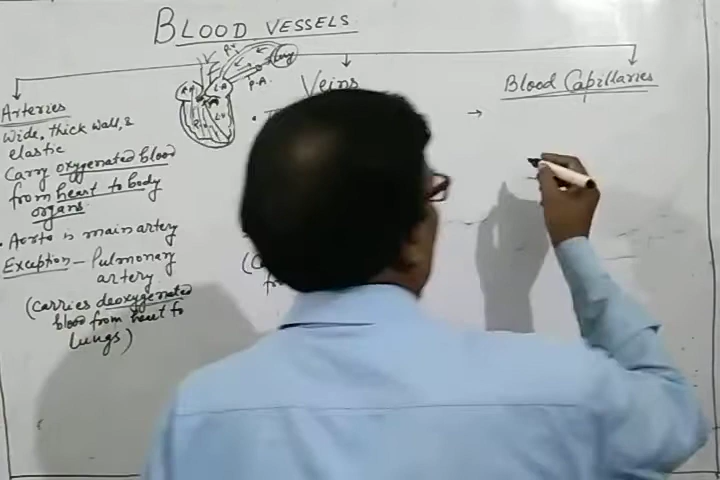 BLOOD VESSELS
Arteries
Wide, thick wall, &
elastic
Carry oxygenated blood
from heart to body
organs.
• Aorta is main artery
Exception - Pulmonary
artery
(carries deoxygenated
blood from heart to
lungs)
P.V.
Lung
P.A.
R.A
L.A
R.V
L.V
Veins
Blood Capillaries
→